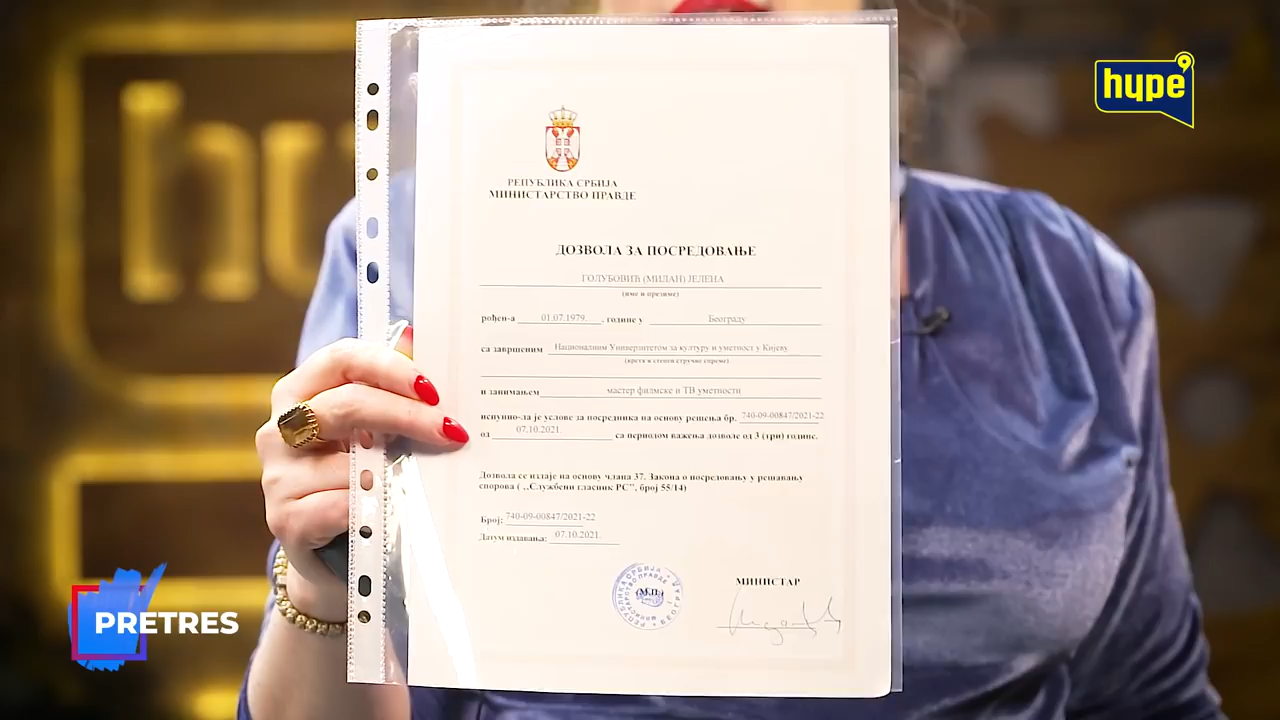 hype
РЕПУБЛИКА СРБИЈА
МИНИСТАРСТВО ПРАВДЕ
ДОЗВОЛА ЗА ПОСРЕДОВАЊЕ
ГОЛУБОВИЋ (МИЛАН) ЈЕЛЕНА
(име и презиме)
рођен-а 01.07.1979. године у Београду
са завршеним Националним Универзитетом за културу и уметност у Кијеву
(врста и степен стручне спреме)
и занимањем мастер филмске и ТВ уметности
испунио-ла је услове за посредника на основу решења бр. 740-09-00847/2021-22
од 07.10.2021. са периодом важења дозволе од 3 (три) године.
Дозвола се издаје на основу члана 37. Закона о посредовању у решавању
спорова ( ,,Службени гласник РС", број 55/14)
Број: 740-09-00847/2021-22
Датум издавања: 07.10.2021.
М.П.
МИНИСТАР
PRETRES